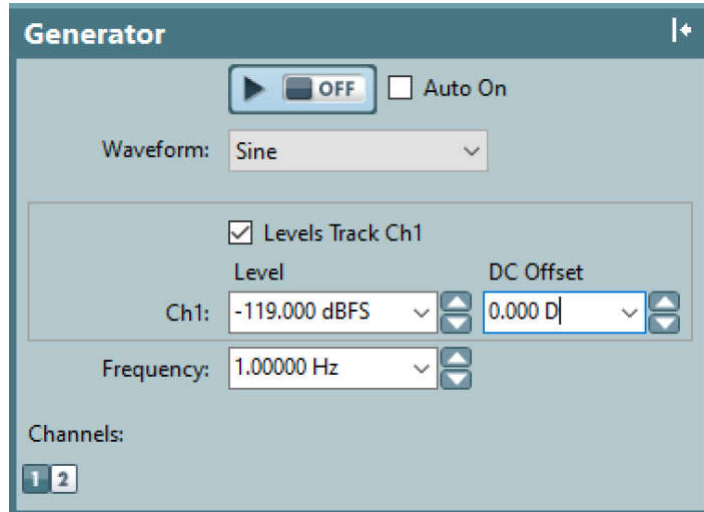 Generator
OFF Auto On
Waveform: Sine
Levels Track Ch1
Level DC Offset
Ch1: -119.000 dBFS 0.000 D
Frequency: 1.00000 Hz
Channels:
1 2